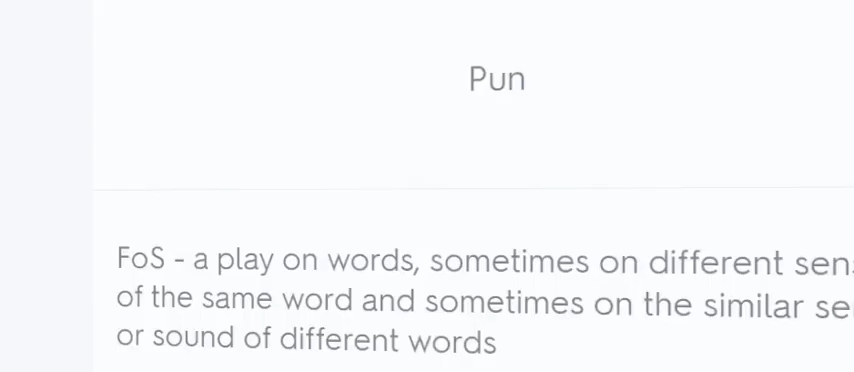 Pun
FoS - a play on words, sometimes on different
of the same word and sometimes on the similar
or sound of different words